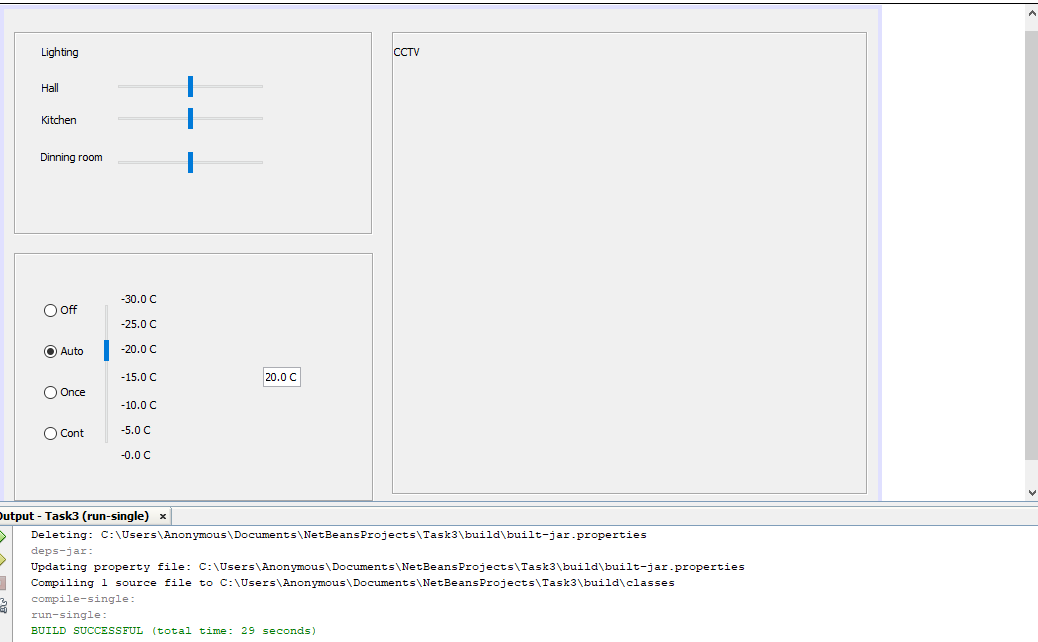 Lighting
CCTV
Hall
Kitchen
Dinning room
-30.0 C
Off
-25.0 C
Auto
-20.0 C
-15.0 C
20.0 C
Once
-10.0 C
Cont
-5.0 C
-0.0 C
Output - Task3 (run-single) ×
Deleting: C:\Users\Anonymous\Documents\NetBeansProjects\Task3\build\built-jar.properties
deps-jar:
Updating property file: C:\Users\Anonymous\Documents\NetBeansProjects\Task3\build\built-jar.properties
Compiling 1 source file to C:\Users\Anonymous\Documents\NetBeansProjects\Task3\build\classes
compile-single:
run-single:
BUILD SUCCESSFUL (total time: 29 seconds)